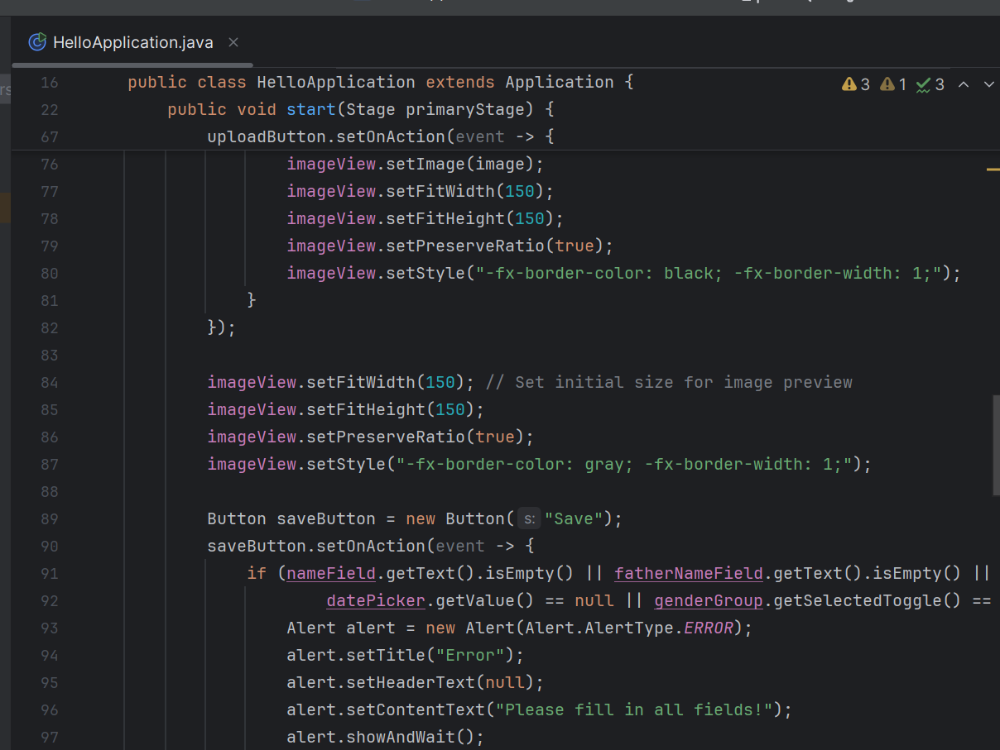 HelloApplication.java
3 1 3
16 public class HelloApplication extends Application {
22 public void start(Stage primaryStage) {
67 uploadButton.setOnAction(event -> {
76 imageView.setImage(image);
77 imageView.setFitWidth(150);
78 imageView.setFitHeight(150);
79 imageView.setPreserveRatio(true);
80 imageView.setStyle("-fx-border-color: black; -fx-border-width: 1;");
81 }
82 });
83
84 imageView.setFitWidth(150); // Set initial size for image preview
85 imageView.setFitHeight(150);
86 imageView.setPreserveRatio(true);
87 imageView.setStyle("-fx-border-color: gray; -fx-border-width: 1;");
88
89 Button saveButton = new Button( s: "Save");
90 saveButton.setOnAction(event -> {
91 if (nameField.getText().isEmpty() || fatherNameField.getText().isEmpty() ||
92 datePicker.getValue() == null || genderGroup.getSelectedToggle() ==
93 Alert alert = new Alert(Alert.AlertType.ERROR);
94 alert.setTitle("Error");
95 alert.setHeaderText(null);
96 alert.setContentText("Please fill in all fields!");
97 alert.showAndWait();